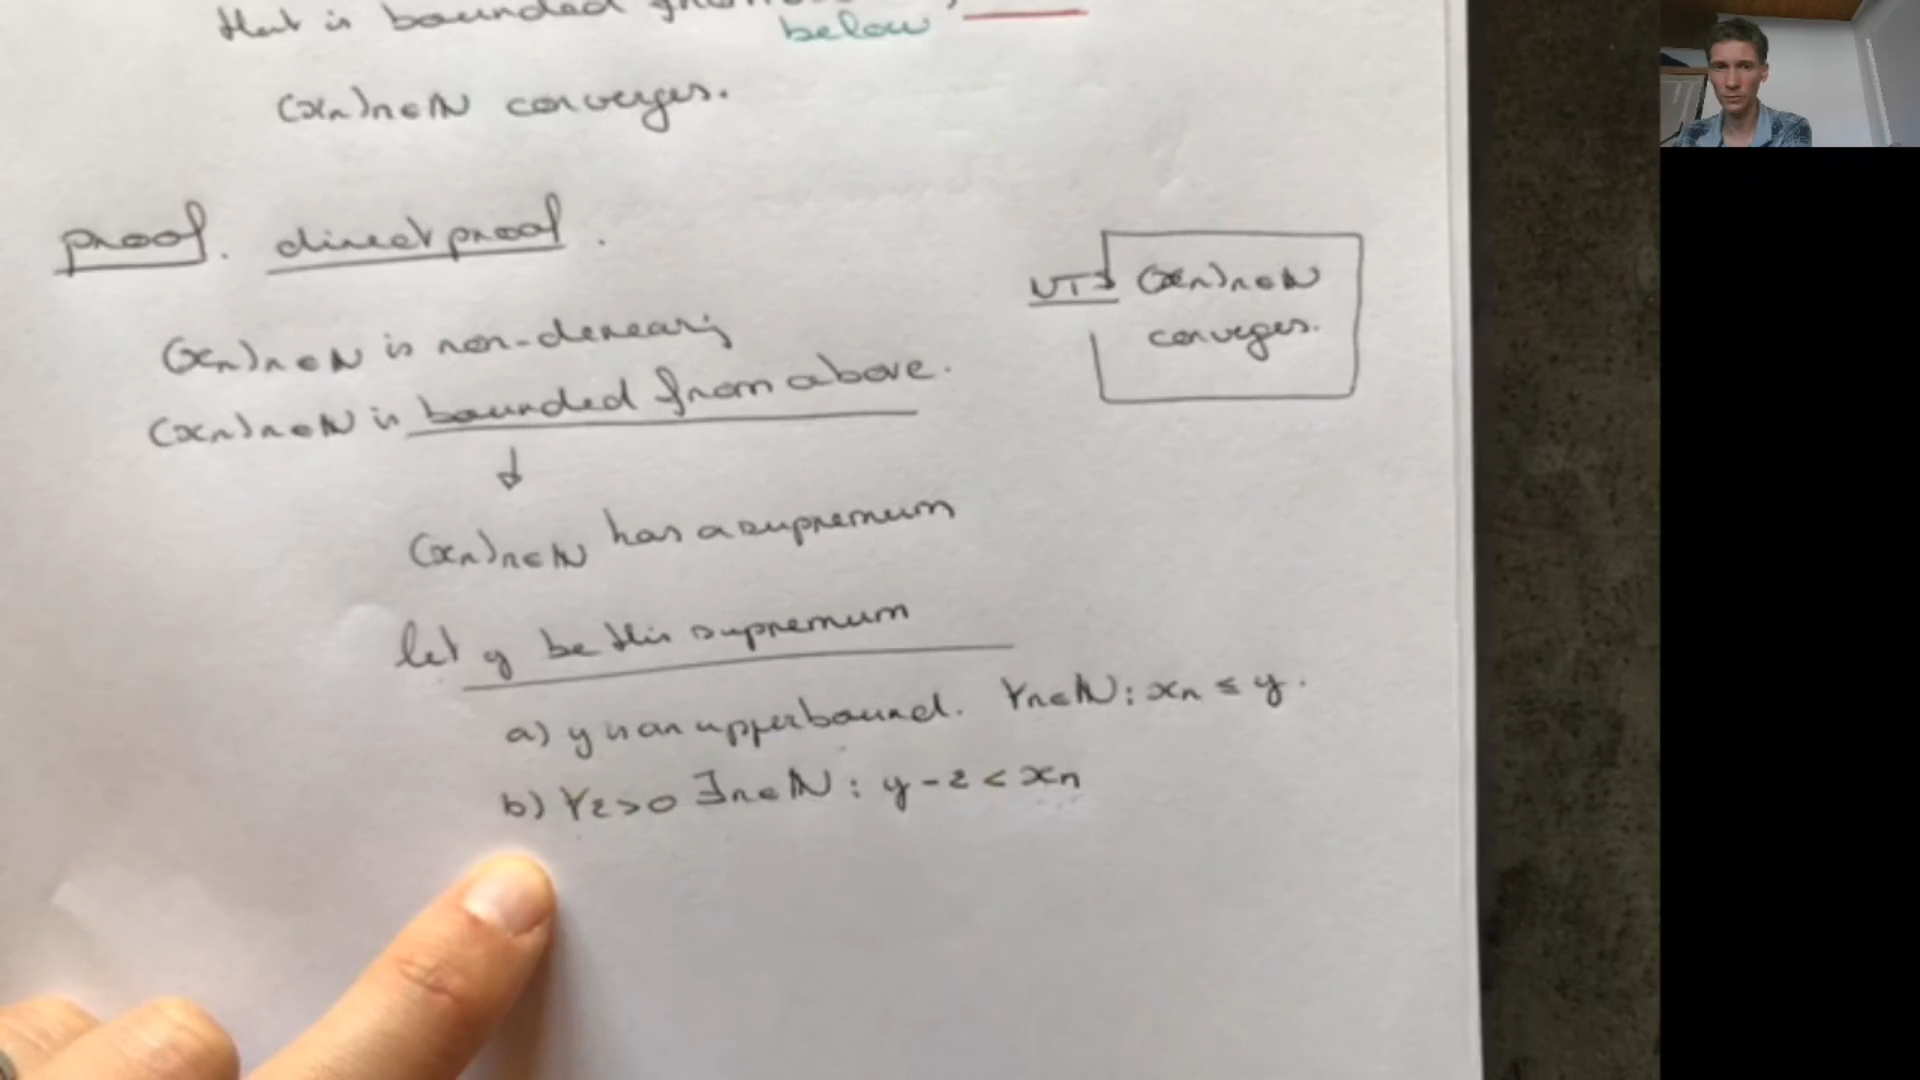 that is bounded from
below
(xn)n∈ℕ converges.
proof. direct proof.
(xn)n∈ℕ is non-decreasing
(xn)n∈ℕ is bounded from above.
↓
(xn)n∈ℕ has a supremum
let y be this supremum
a) y is an upperbound. ∀n∈ℕ: xn ≤ y.
b) ∀ε>0 ∃n∈ℕ: y-ε < xn
(xn)n∈ℕ
converges.